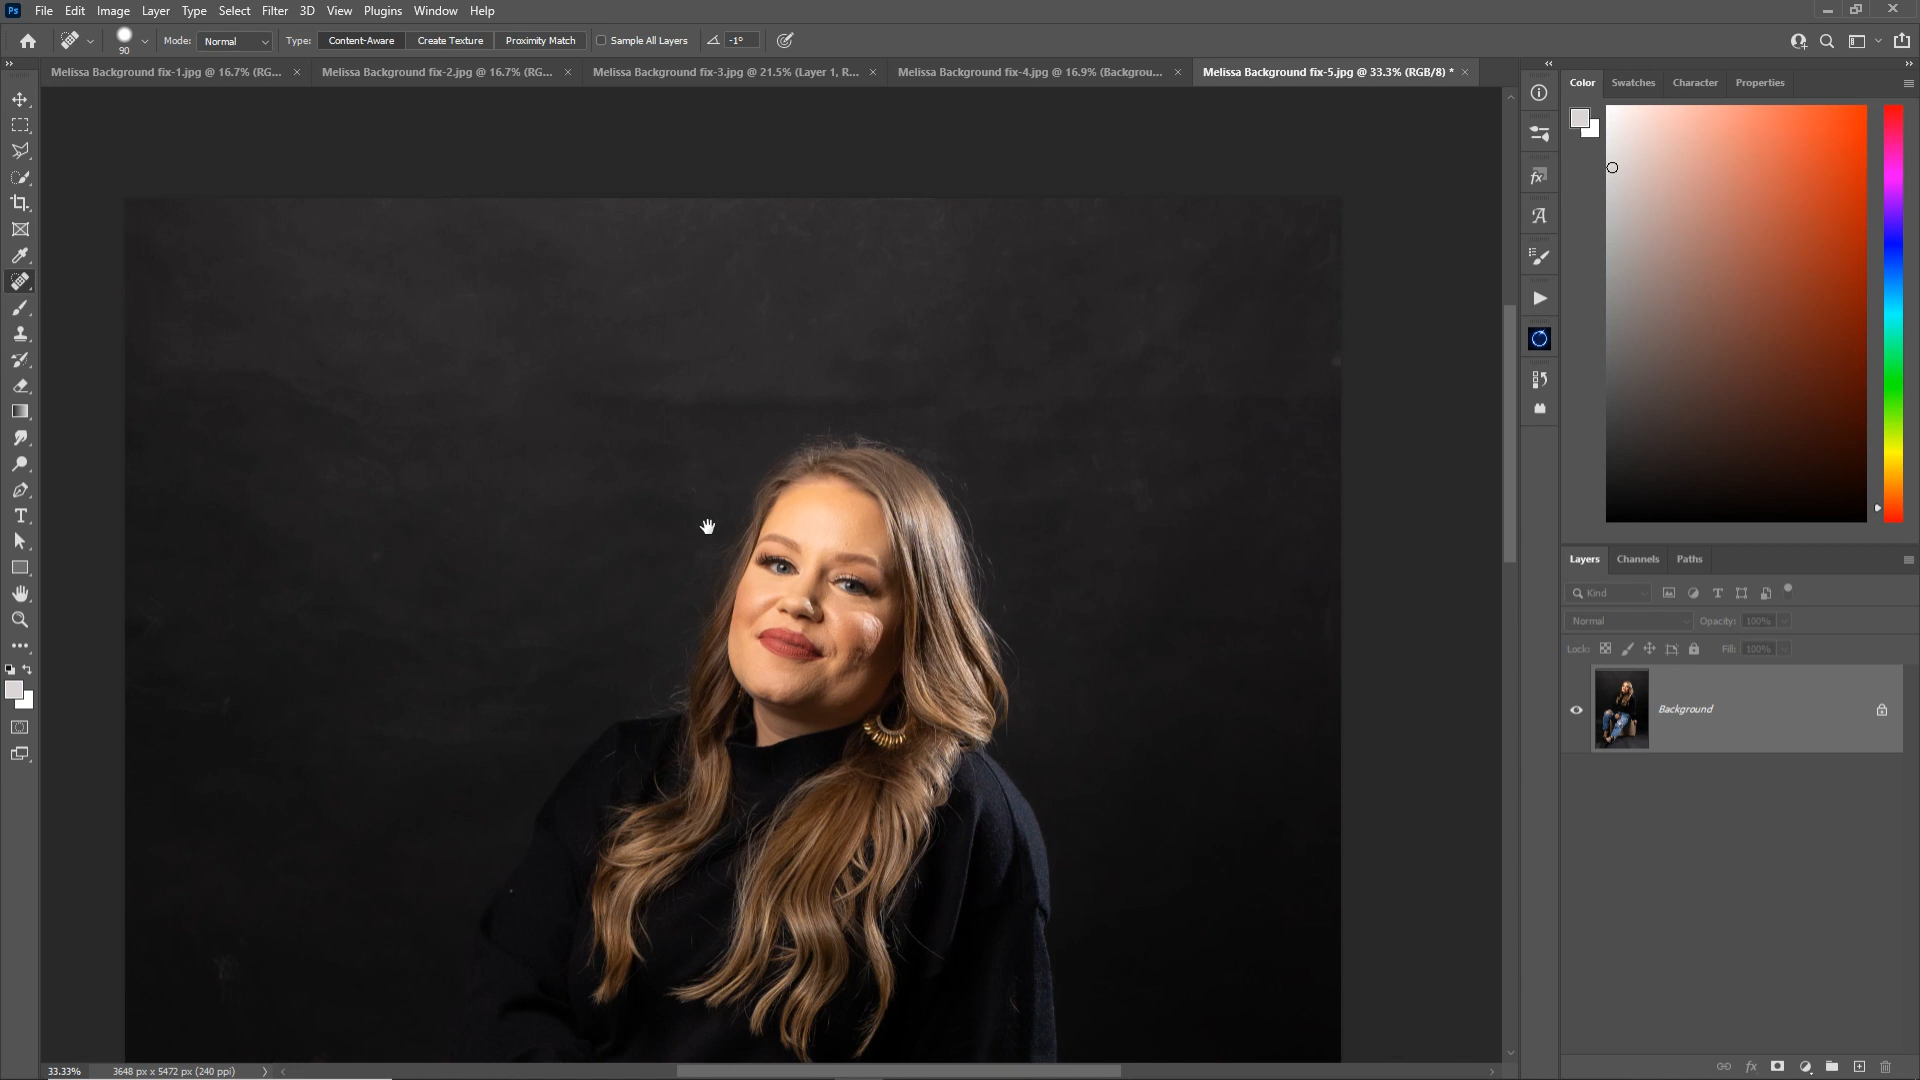 Ps File Edit Image Layer Type Select Filter 3D View Plugins Window Help
90 Mode: Normal Type: Content-Aware Create Texture Proximity Match Sample All Layers -1°
Melissa Background fix-1.jpg @ 16.7% (RG... × Melissa Background fix-2.jpg @ 16.7% (RG... × Melissa Background fix-3.jpg @ 21.5% (Layer 1, R... × Melissa Background fix-4.jpg @ 16.9% (Backgrou... × Melissa Background fix-5.jpg @ 33.3% (RGB/8) * ×
Color Swatches Character Properties
Layers Channels Paths
Kind
Normal Opacity: 100%
Lock: Fill: 100%
Background
33.33% 3648 px x 5472 px (240 ppi)